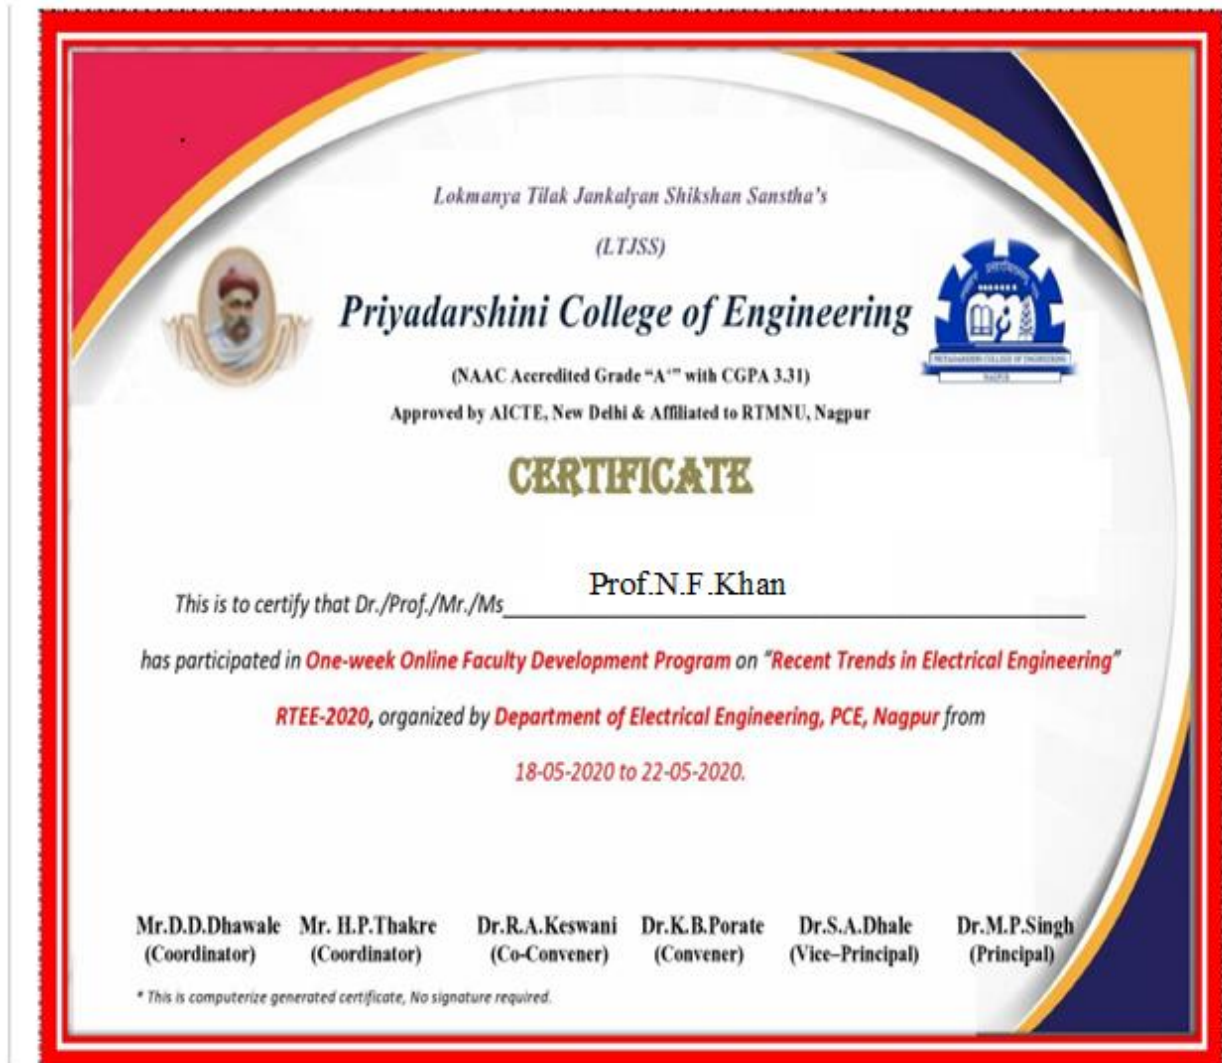 Lokmanya Tilak Jankalyan Shikshan Sanstha's
(LTJSS)
Priyadarshini College of Engineering
(NAAC Accredited Grade “A+” with CGPA 3.31)
Approved by AICTE, New Delhi & Affiliated to RTMNU, Nagpur
PRIYADARSHINI COLLEGE OF ENGINEERING
NAGPUR
CERTIFICATE
This is to certify that Dr./Prof./Mr./Ms Prof.N.F.Khan
has participated in One-week Online Faculty Development Program on “Recent Trends in Electrical Engineering”
RTEE-2020, organized by Department of Electrical Engineering, PCE, Nagpur from
18-05-2020 to 22-05-2020.
Mr.D.D.Dhawale Mr. H.P.Thakre Dr.R.A.Keswani Dr.K.B.Porate Dr.S.A.Dhale Dr.M.P.Singh
(Coordinator) (Coordinator) (Co-Convener) (Convener) (Vice–Principal) (Principal)
* This is computerize generated certificate, No signature required.